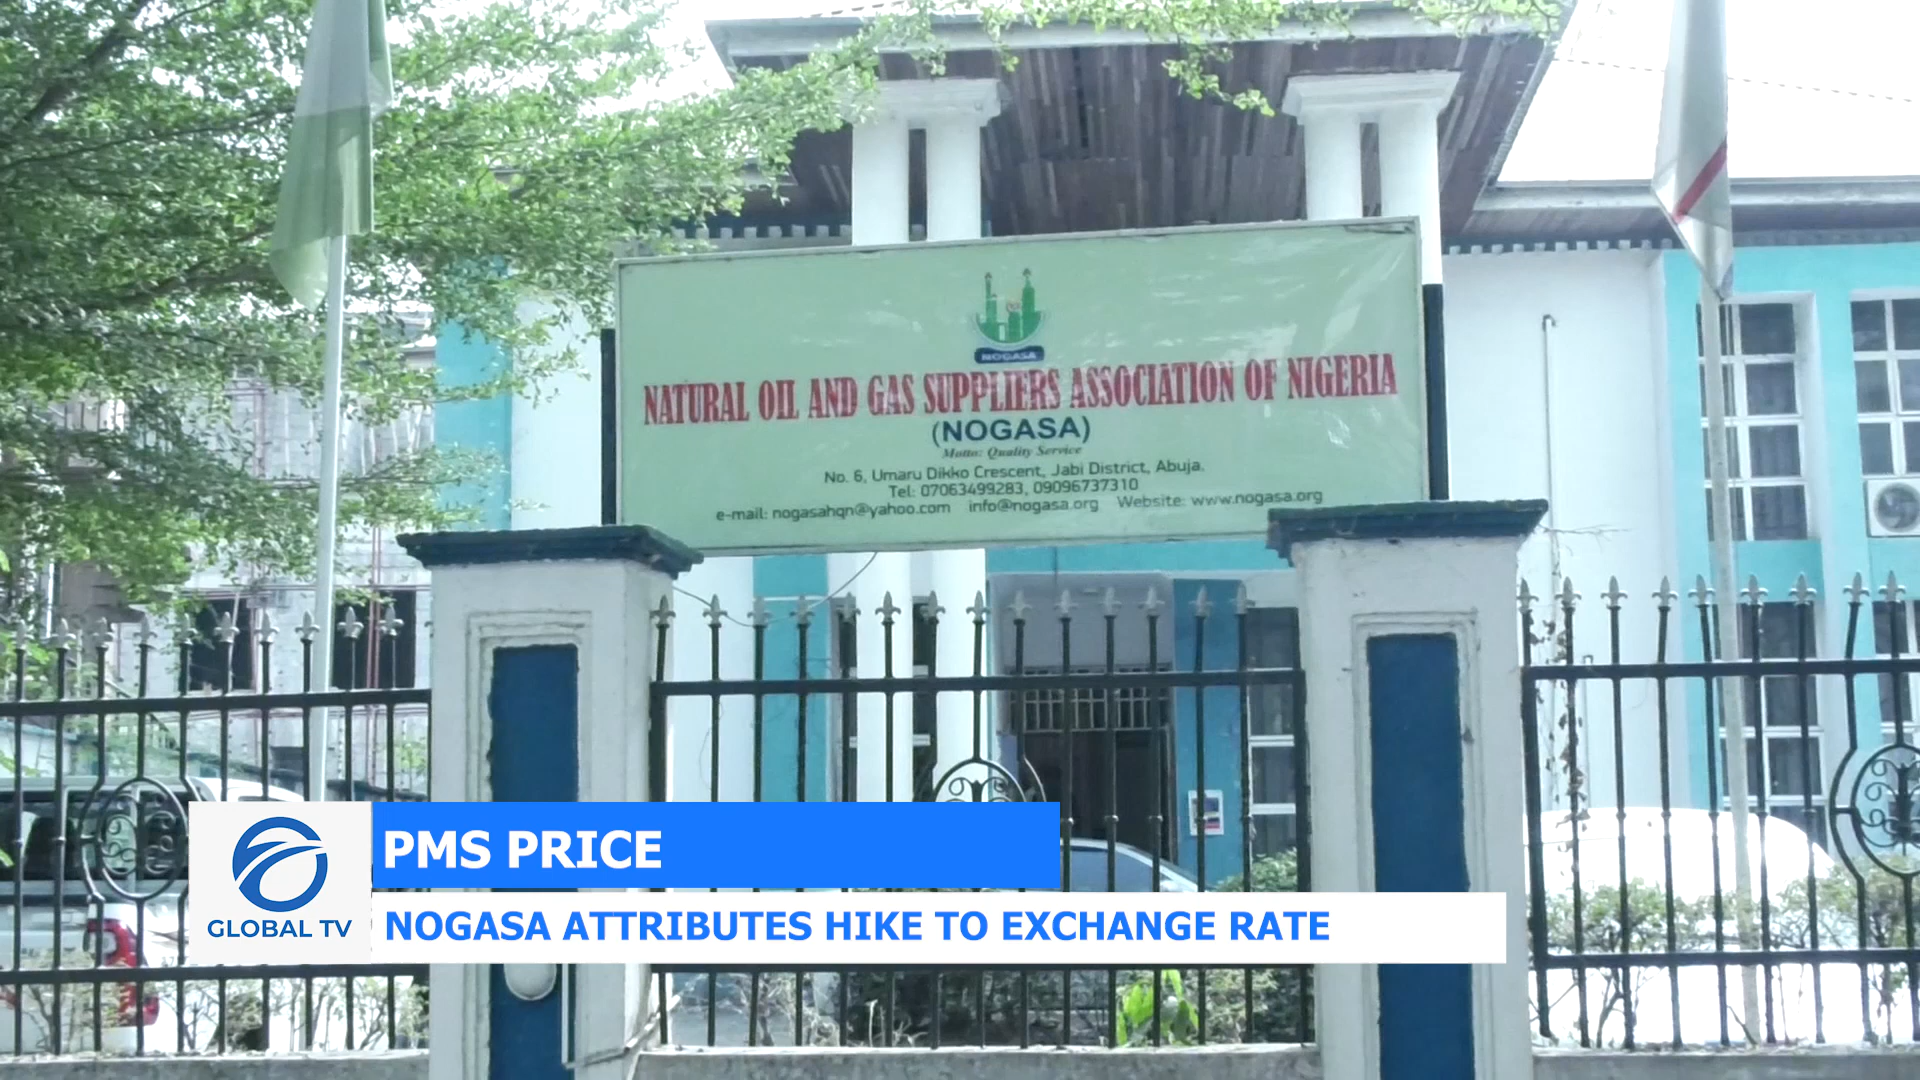 NOGASA
NATURAL OIL AND GAS SUPPLIERS ASSOCIATION OF NIGERIA
(NOGASA)
Motto: Quality Service
No. 6, Umaru Dikko Crescent, Jabi District, Abuja.
Tel: 07063499283, 09096737310
e-mail: nogasahqn@yahoo.com info@nogasa.org Website: www.nogasa.org
PMS PRICE
GLOBAL TV
NOGASA ATTRIBUTES HIKE TO EXCHANGE RATE